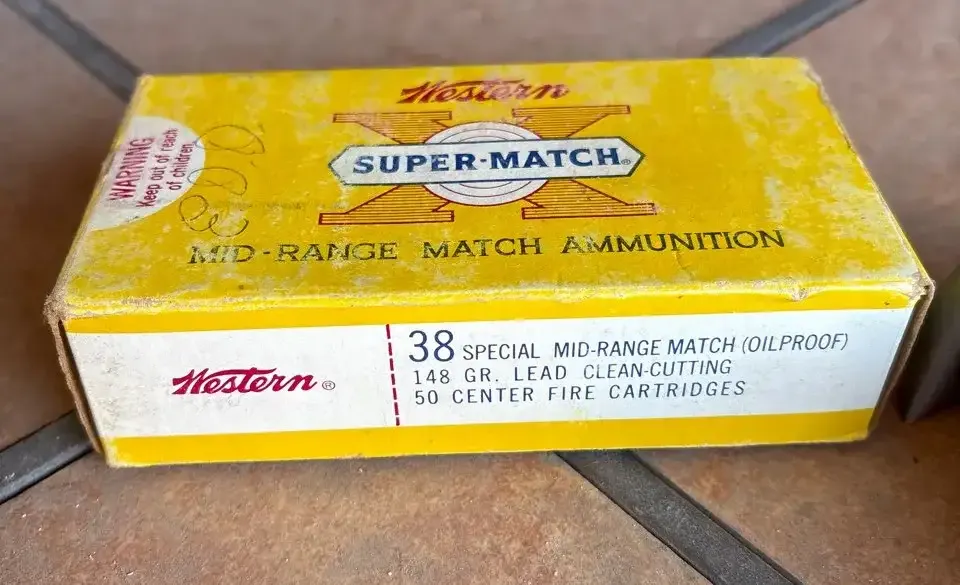 Western
SUPER-MATCH®
MID-RANGE MATCH AMMUNITION
WARNING
Keep out of reach
of children
Western®
38 SPECIAL MID-RANGE MATCH (OILPROOF)
148 GR. LEAD CLEAN-CUTTING
50 CENTER FIRE CARTRIDGES